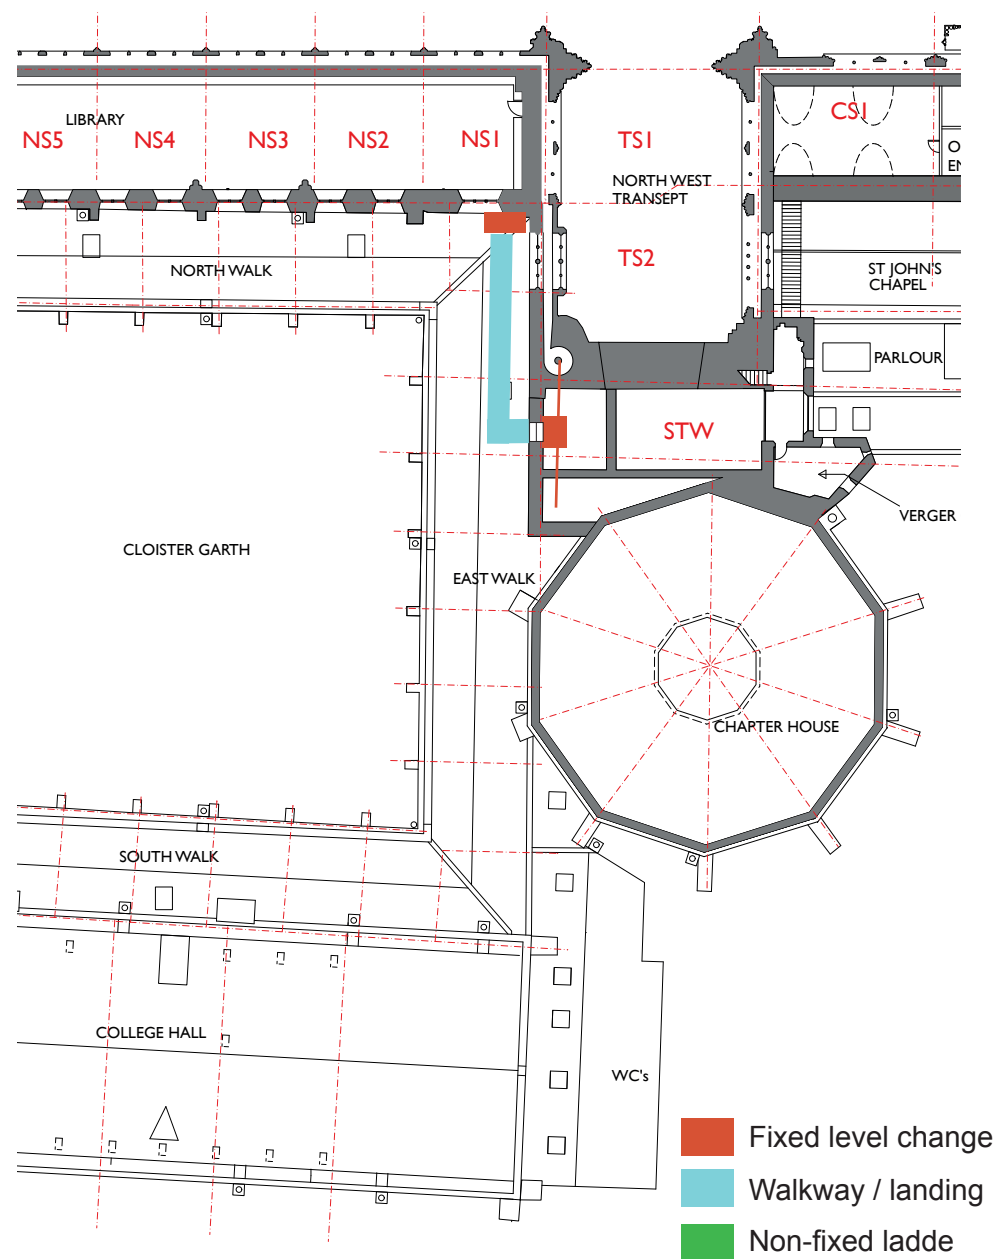 LIBRARY
NS5
NS4
NS3
NS2
NS1
TS1
CS1
O
EN
NORTH WEST
TRANSEPT
TS2
NORTH WALK
ST JOHN'S
CHAPEL
PARLOUR
STW
VERGER
CLOISTER GARTH
EAST WALK
CHAPTER HOUSE
SOUTH WALK
COLLEGE HALL
WC's
Fixed level change
Walkway / landing
Non-fixed ladde